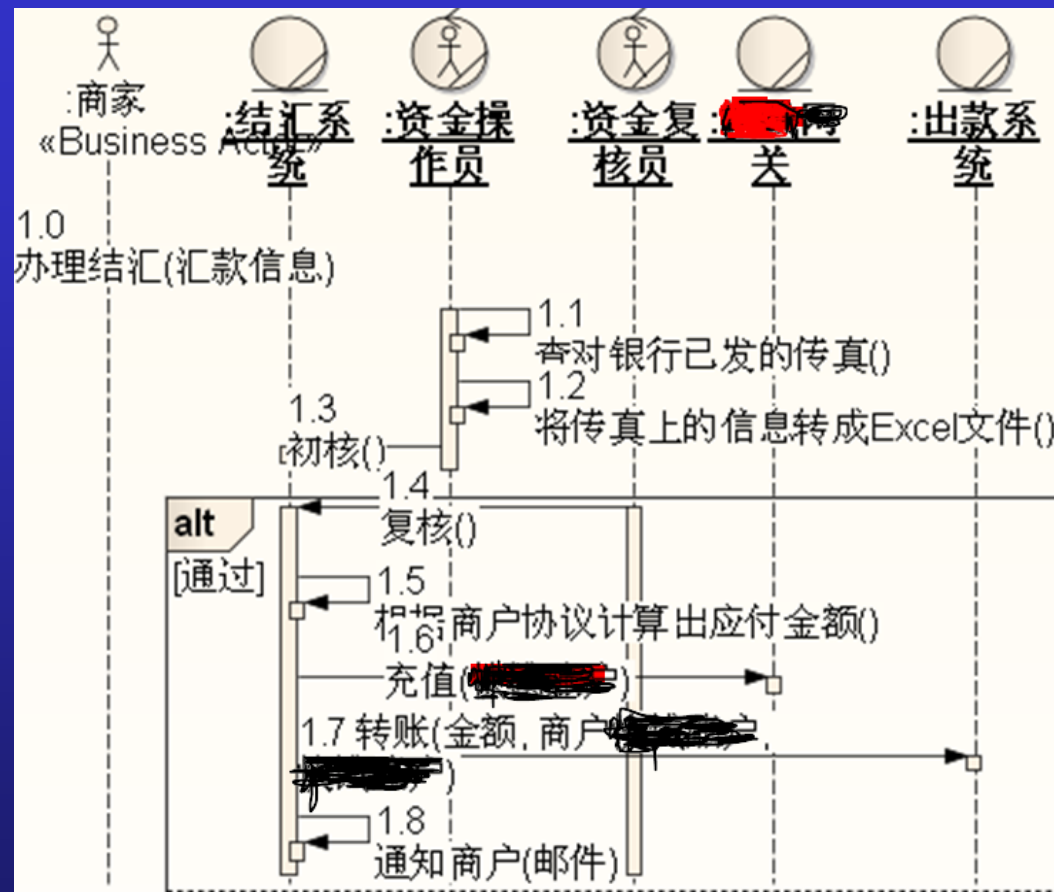 :商家
«Business Actor»
:结汇系
统
:资金操
作员
:资金复
核员
关
:出款系
统
1.0
办理结汇(汇款信息)
1.1
查对银行已发的传真()
1.2
将传真上的信息转成Excel文件()
1.3
初核()
1.4
复核()
alt
[通过]
1.5
根据商户协议计算出应付金额()
1.6
充值(
)
1.7 转账(金额, 商户
)
1.8
通知商户(邮件)